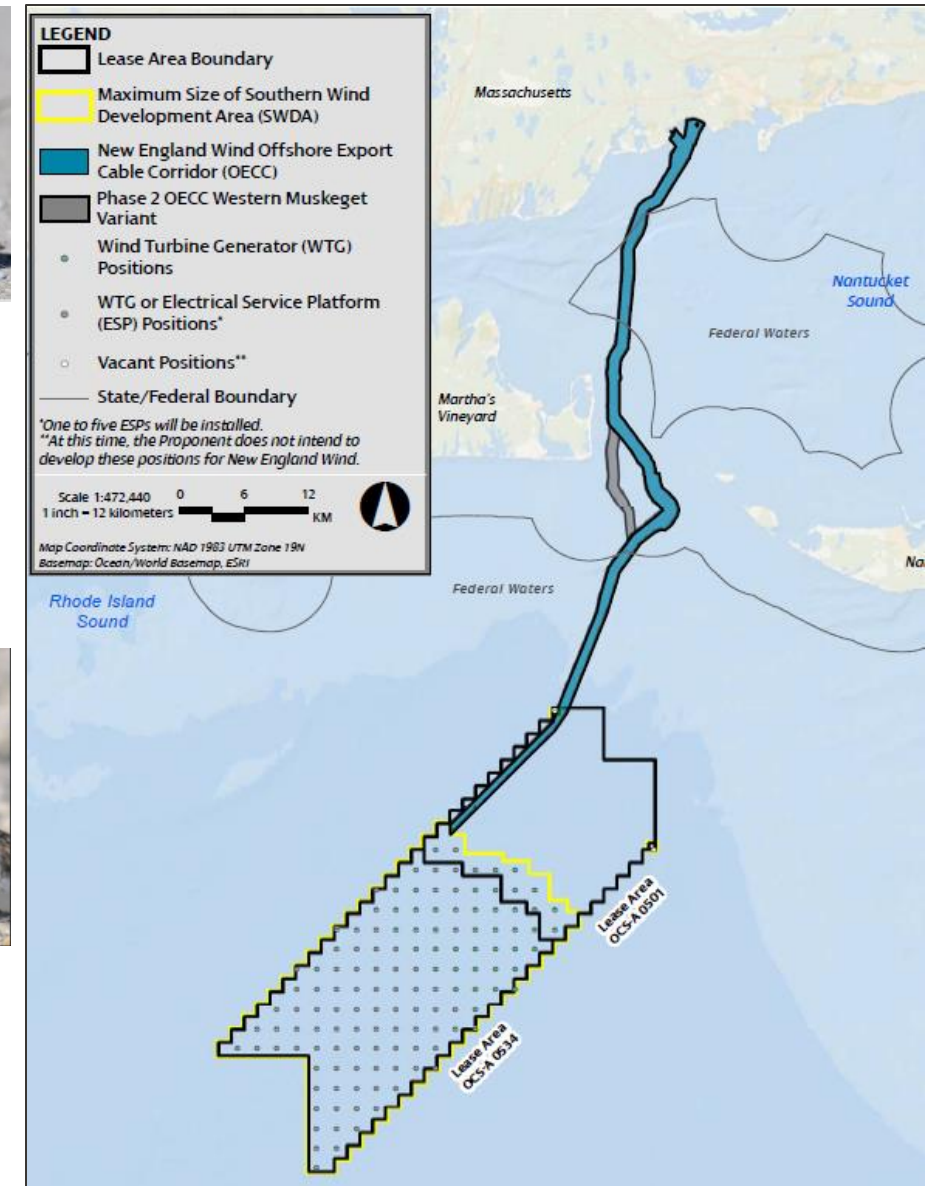 LEGEND
Lease Area Boundary
Maximum Size of Southern Wind
Development Area (SWDA)
New England Wind Offshore Export
Cable Corridor (OECC)
Phase 2 OECC Western Muskeget
Variant
Wind Turbine Generator (WTG)
Positions
WTG or Electrical Service Platform
(ESP) Positions*
Vacant Positions**
State/Federal Boundary
*One to five ESPs will be installed.
**At this time, the Proponent does not intend to
develop these positions for New England Wind.
Scale 1:472,440
1 inch = 12 kilometers
0 6 12
KM
Map Coordinate System: NAD 1983 UTM Zone 19N
Basemap: Ocean/World Basemap, ESRI
Massachusetts
Nantucket
Sound
Federal Waters
Martha's
Vineyard
Na
Federal Waters
Rhode Island
Sound
Lease Area
OCS-A 0501
Lease Area
OCS-A 0534